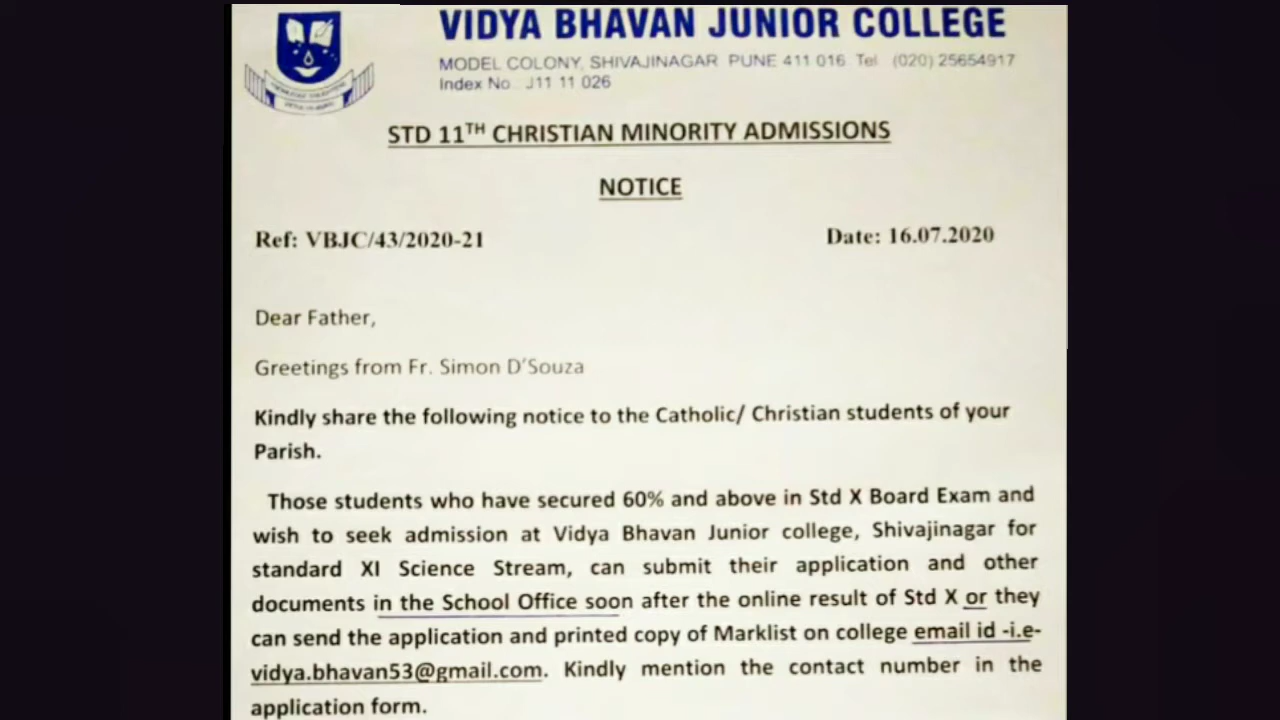 VIDYA BHAVAN JUNIOR COLLEGE
MODEL COLONY, SHIVAJINAGAR PUNE 411 016 Tel (020) 25654917
Index No. J11 11 026
STD 11TH CHRISTIAN MINORITY ADMISSIONS
NOTICE
Ref: VBJC/43/2020-21 Date: 16.07.2020
Dear Father,
Greetings from Fr. Simon D'Souza
Kindly share the following notice to the Catholic/ Christian students of your
Parish.
Those students who have secured 60% and above in Std X Board Exam and
wish to seek admission at Vidya Bhavan Junior college, Shivajinagar for
standard XI Science Stream, can submit their application and other
documents in the School Office soon after the online result of Std X or they
can send the application and printed copy of Marklist on college email id -i.e-
vidya.bhavan53@gmail.com. Kindly mention the contact number in the
application form.